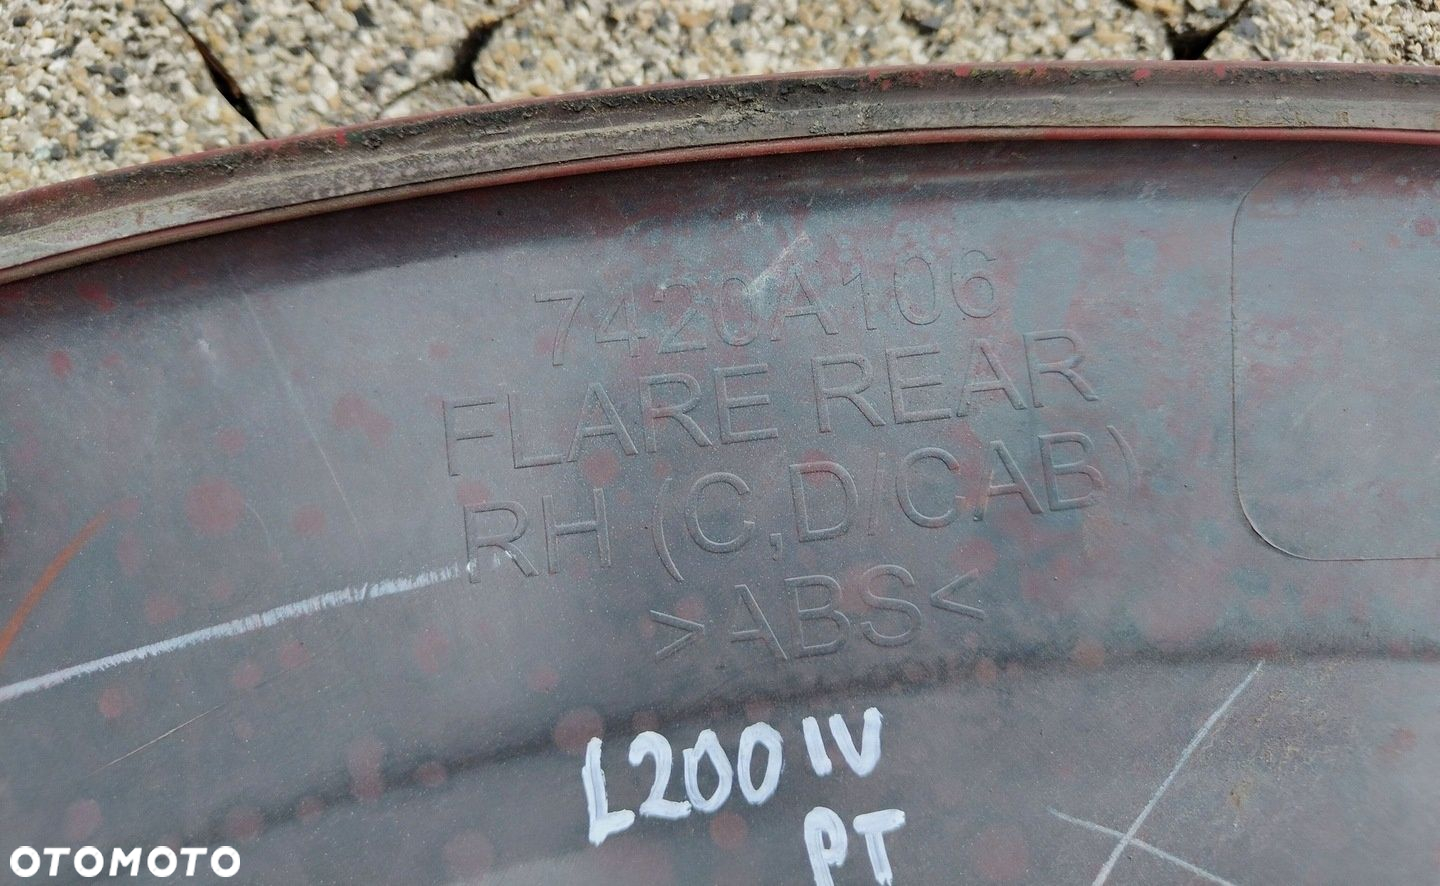 7420A106
FLARE REAR
RH (C,D/CAB)
>ABS<
L200 IV
PT
OTOMOTO